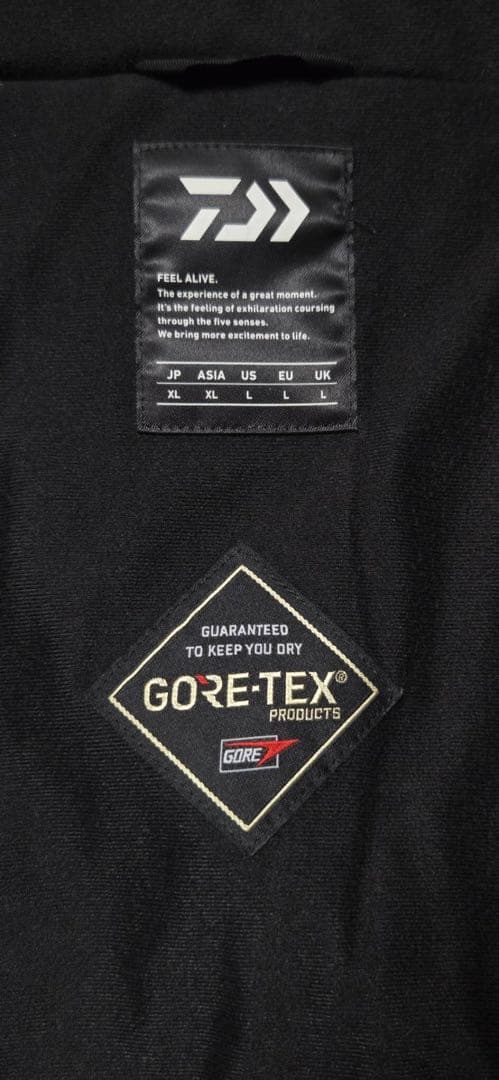 FEEL ALIVE.
The experience of a great moment.
It's the feeling of exhilaration coursing
through the five senses.
We bring more excitement to life.
JP ASIA US EU UK
XL XL L L L
GUARANTEED
TO KEEP YOU DRY
GORE-TEX®
PRODUCTS
GORE